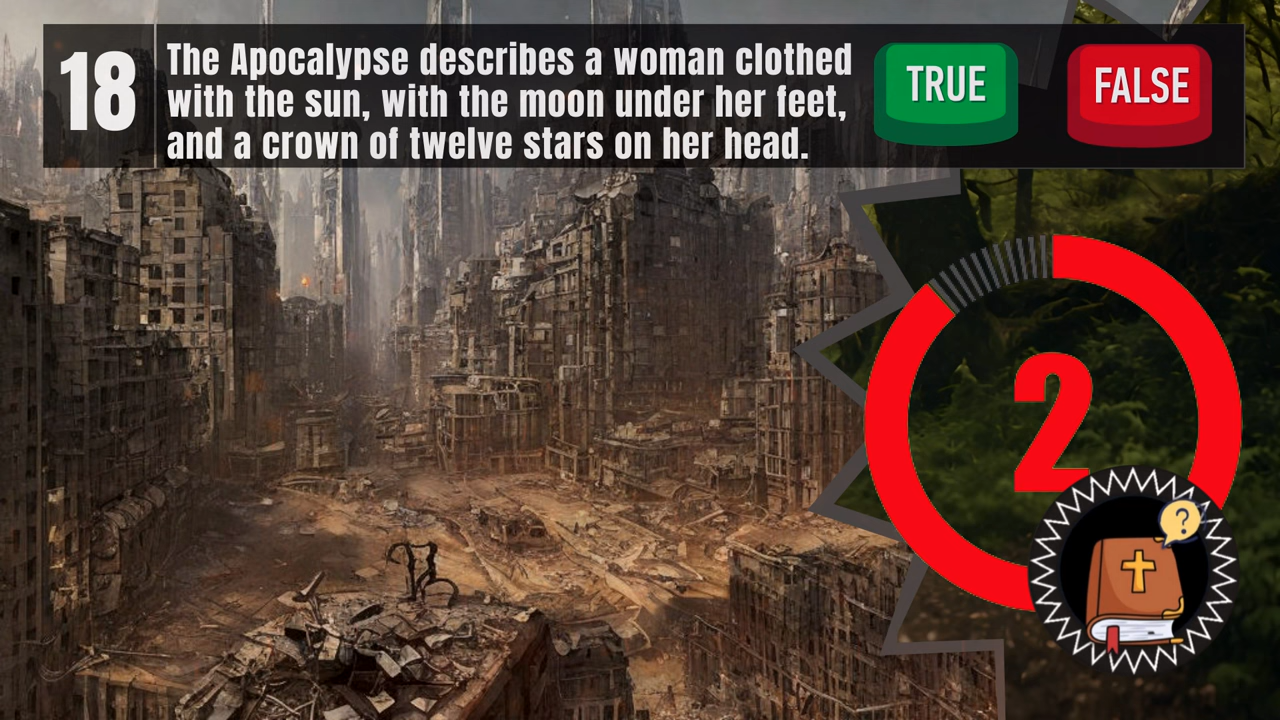 18
The Apocalypse describes a woman clothed
with the sun, with the moon under her feet,
and a crown of twelve stars on her head.
TRUE
FALSE
2
?